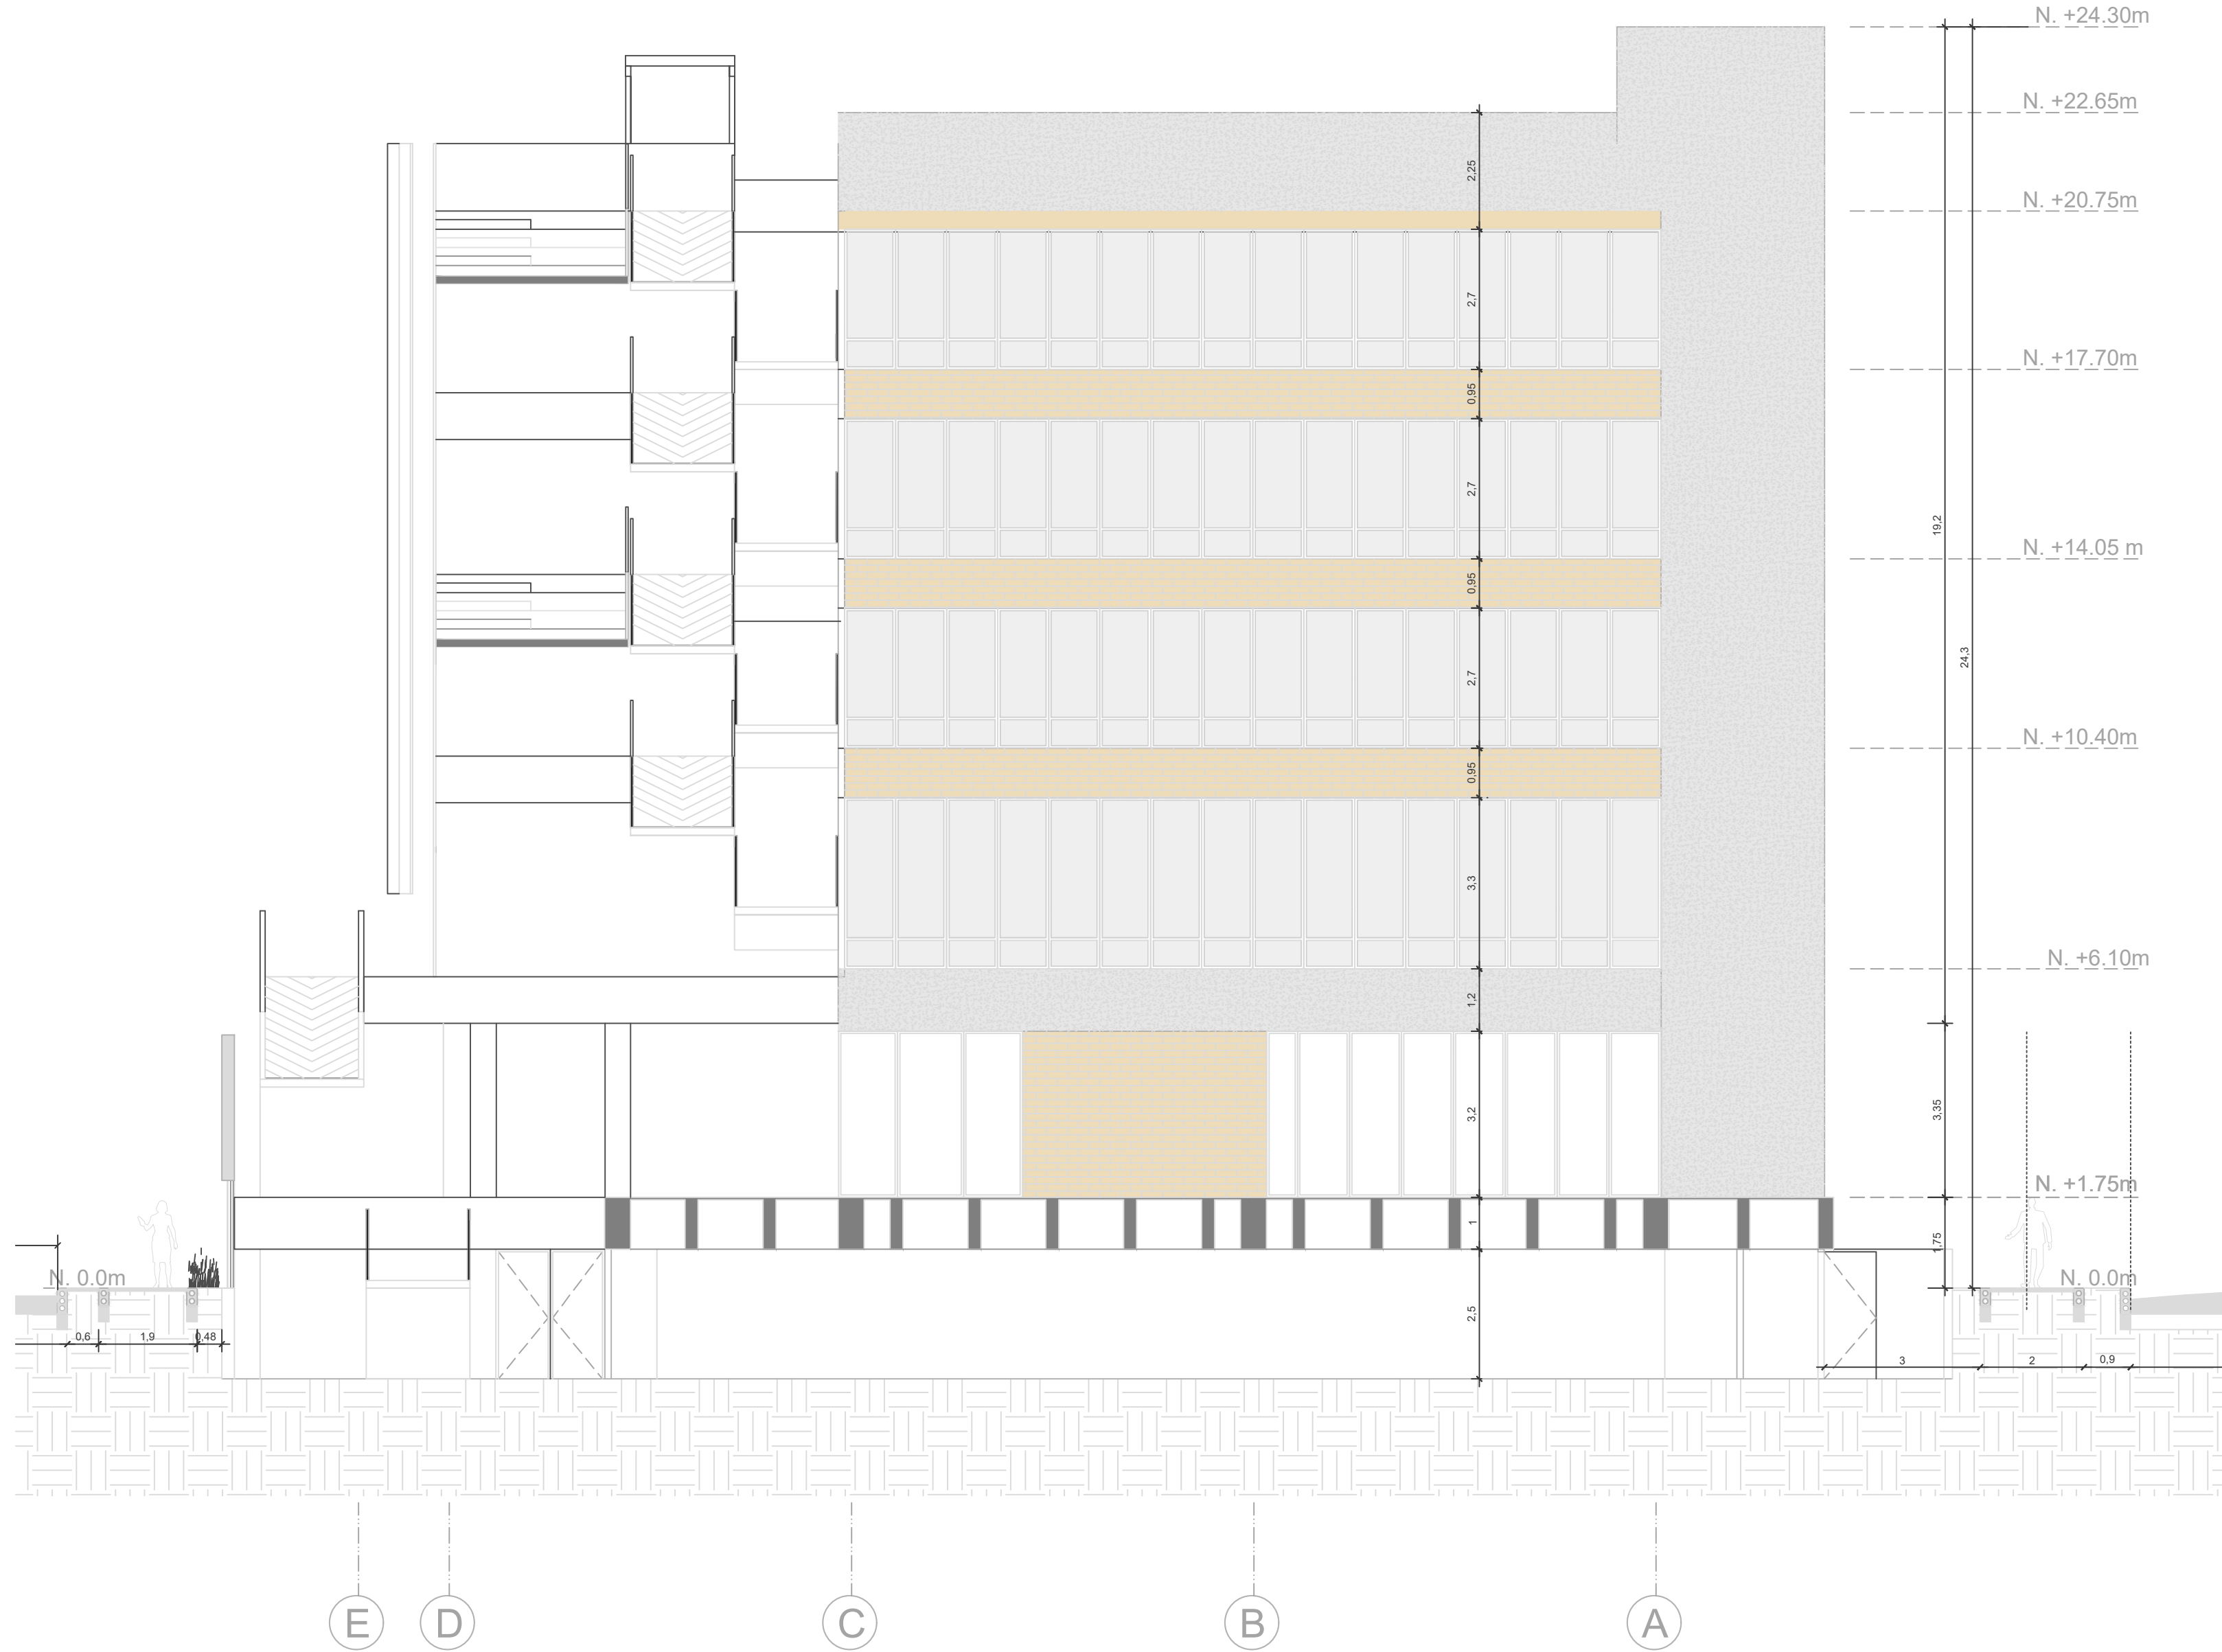 N. +24.30m
N. +22.65m
2,25
N. +20.75m
2,7
N. +17.70m
0,95
2,7
19,2
N. +14.05 m
0,95
2,7
24,3
N. +10.40m
0,95
3,3
N. +6.10m
1,2
3,2
3,35
N. +1.75m
1
1,75
N. 0.0m
N. 0.0m
2,5
0,6
1,9
0,48
3
2
0,9
E
D
C
B
A